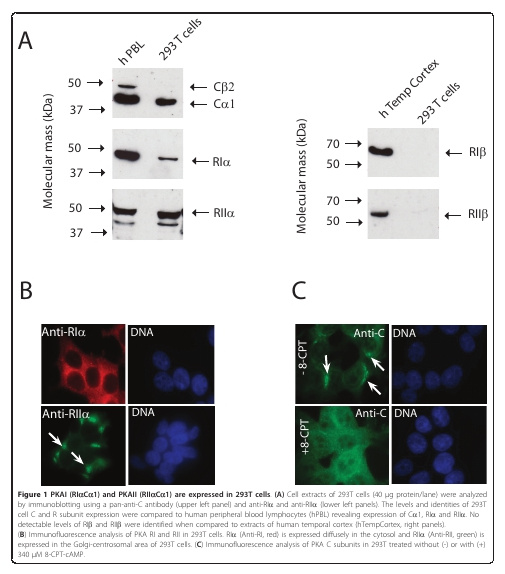 A
h PBL
293 T cells
Molecular mass (kDa)
50
37
Cβ2
Cα1
50
37
RIα
50
37
RIIα
h Temp Cortex
293 T cells
Molecular mass (kDa)
70
50
RIβ
70
50
RIIβ
B
Anti-RIα
DNA
Anti-RIIα
DNA
C
- 8-CPT
Anti-C
DNA
+8-CPT
Anti-C
DNA
Figure 1 PKAI (RIαCα1) and PKAII (RIIαCα1) are expressed in 293T cells. (A) Cell extracts of 293T cells (40 μg protein/lane) were analyzed
by immunoblotting using a pan-anti-C antibody (upper left panel) and anti-RIα and anti-RIIα (lower left panels). The levels and identities of 293T
cell C and R subunit expression were compared to human peripheral blood lymphocytes (hPBL) revealing expression of Cα1, RIα and RIIα. No
detectable levels of RIβ and RIIβ were identified when compared to extracts of human temporal cortex (hTempCortex, right panels).
(B) Immunofluorescence analysis of PKA RI and RII in 293T cells. RIα (Anti-RI, red) is expressed diffusely in the cytosol and RIIα (Anti-RII, green) is
expressed in the Golgi-centrosomal area of 293T cells. (C) Immunofluorescence analysis of PKA C subunits in 293T treated without (-) or with (+)
340 μM 8-CPT-cAMP.